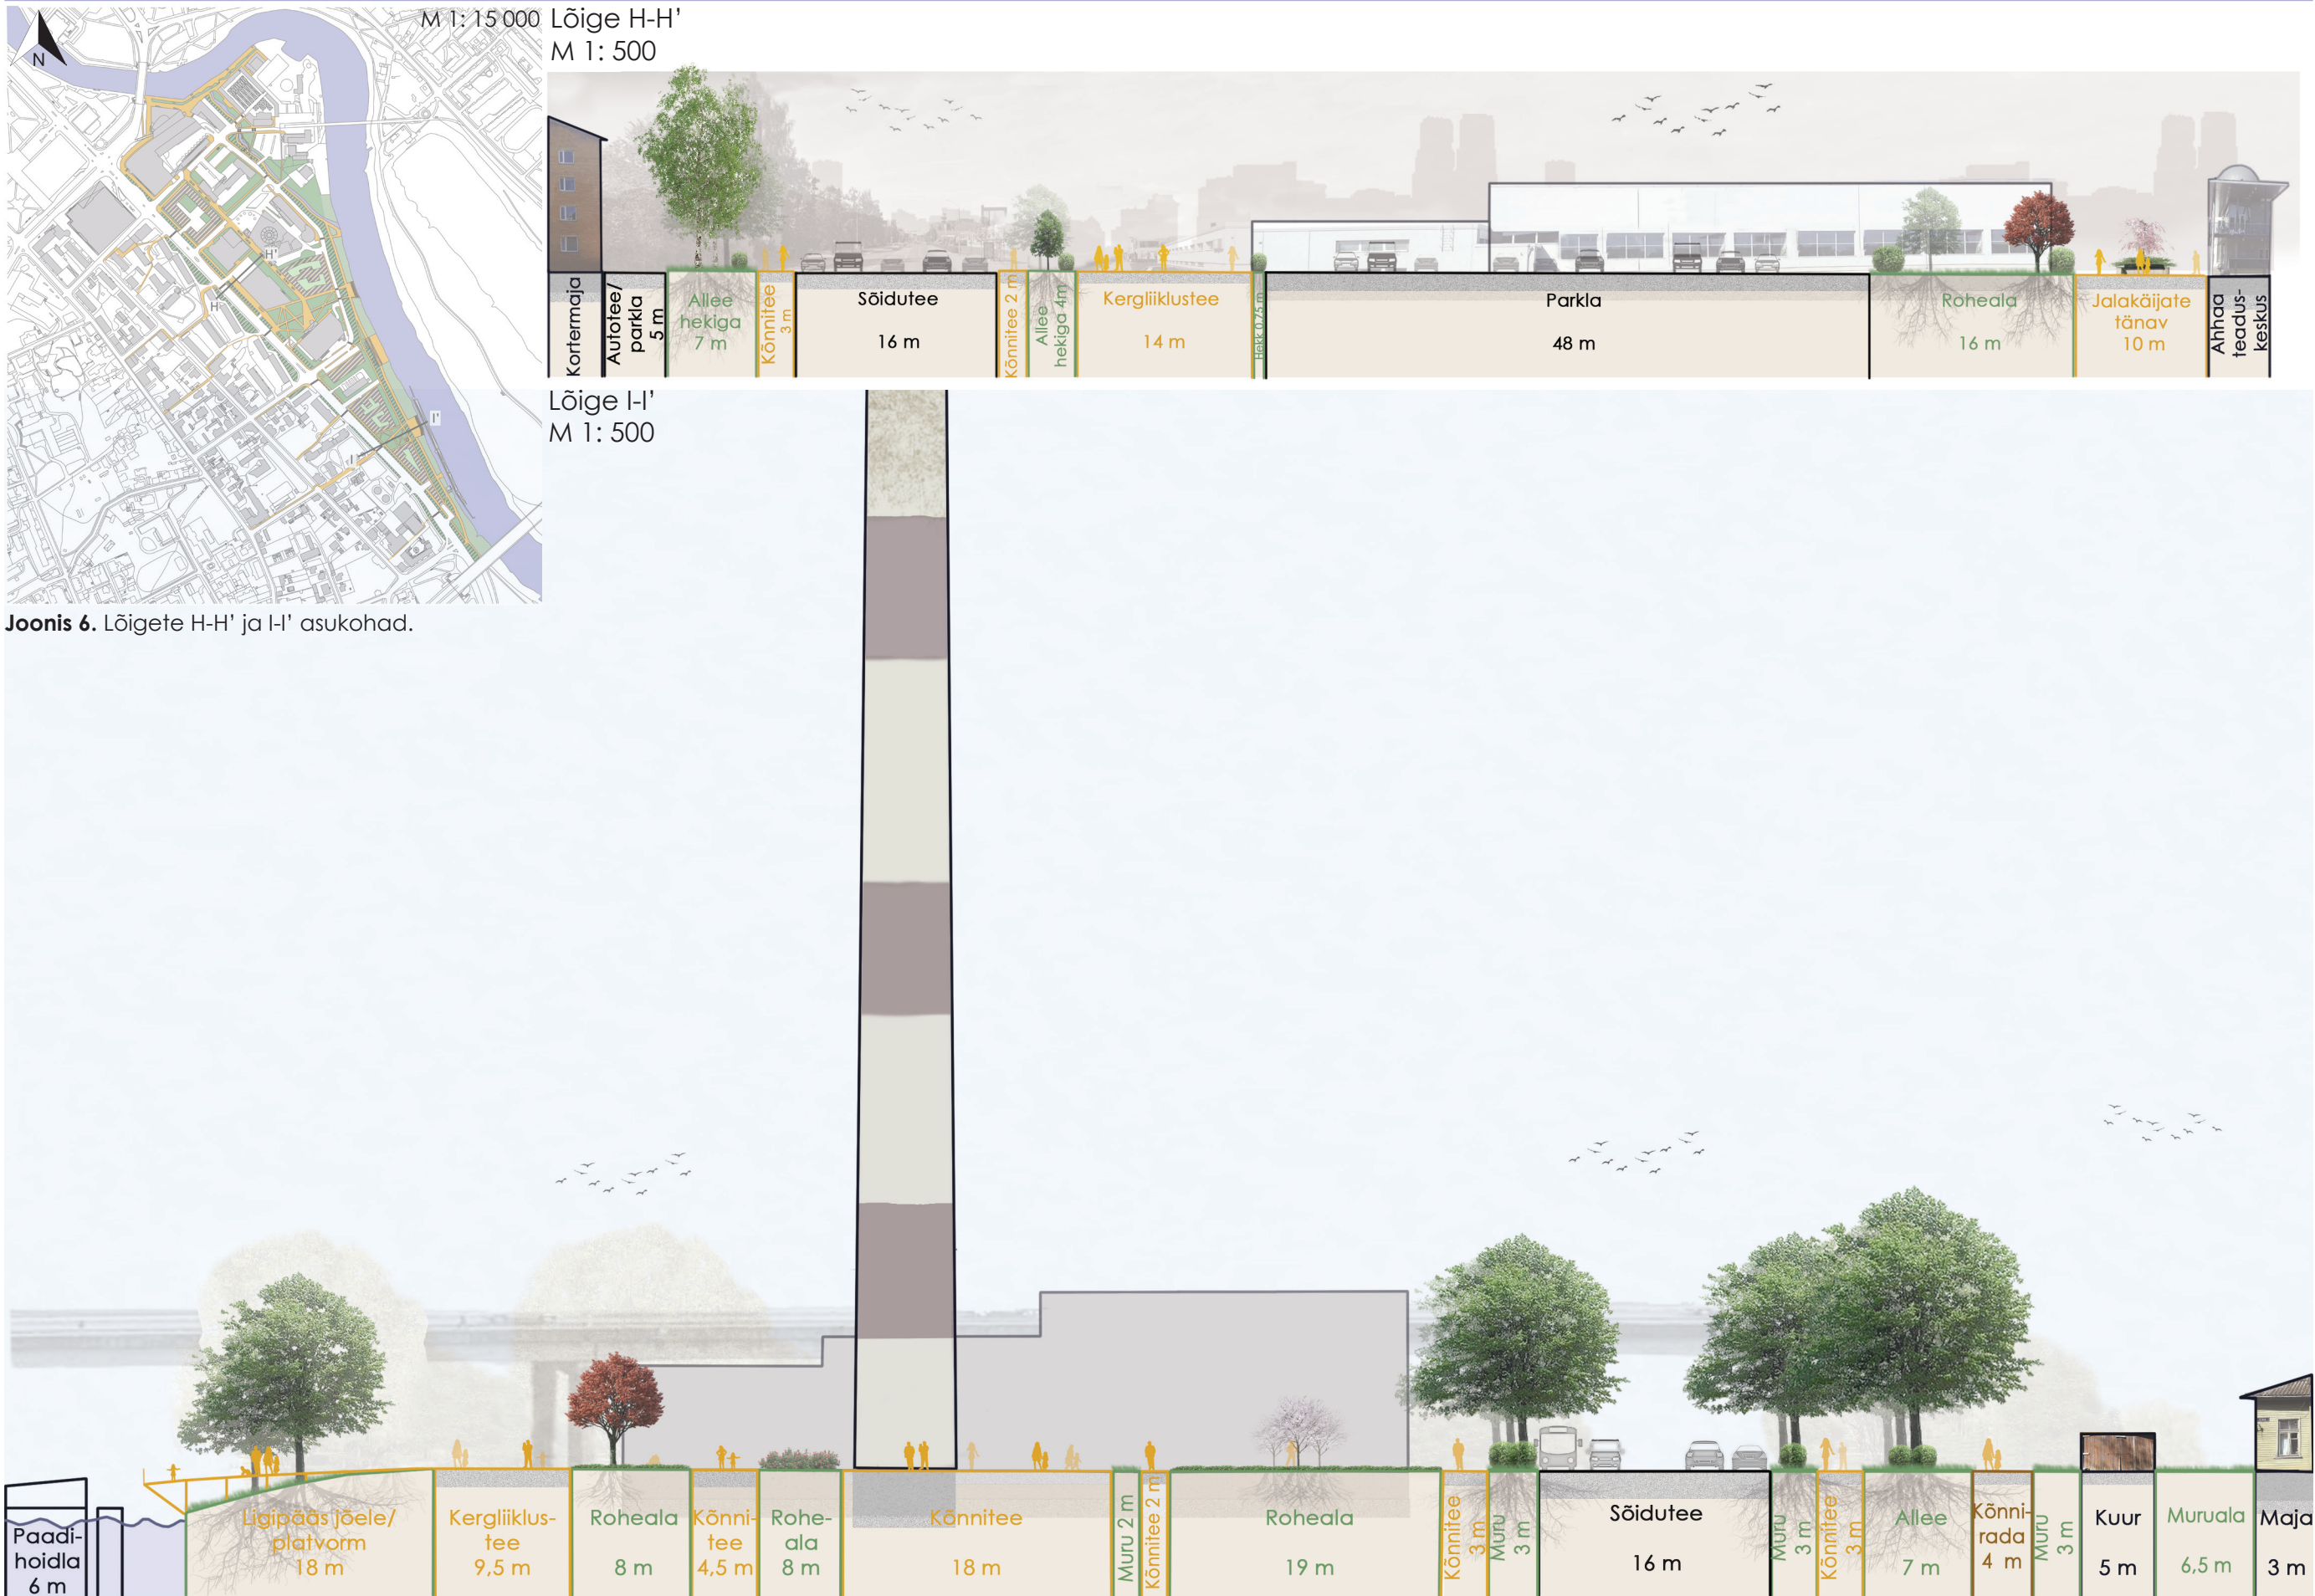 N
M 1: 15 000
H'
H
I'
I
Joonis 6. Lõigete H-H' ja I-I' asukohad.
Lõige H-H'
M 1: 500
Kortermaja
Autotee/
parkla
5 m
Allee
hekiga
7 m
Kõnnitee
3 m
Sõidutee
16 m
Kõnnitee 2 m
Allee
hekiga 4m
Kergliiklustee
14 m
Hekk 0,75 m
Parkla
48 m
Roheala
16 m
Jalakäijate
tänav
10 m
Ahhaa
teadus-
keskus
Lõige I-I'
M 1: 500
Paadi-
hoidla
6 m
Ligipääs jõele/
platvorm
18 m
Kergliiklus-
tee
9,5 m
Roheala
8 m
Kõnni-
tee
4,5 m
Rohe-
ala
8 m
Kõnnitee
18 m
Muru 2 m
Kõnnitee 2 m
Roheala
19 m
Kõnnitee
3 m
Muru
3 m
Sõidutee
16 m
Muru
3 m
Kõnnitee
3 m
Allee
7 m
Kõnni-
rada
4 m
Muru
3 m
Kuur
5 m
Muruala
6,5 m
Maja
3 m